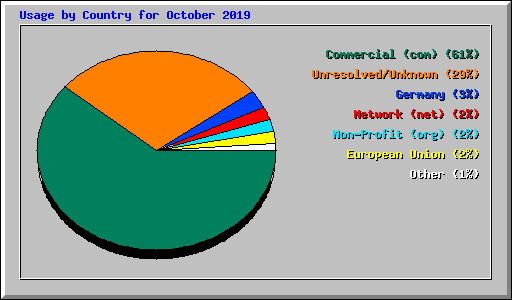 Usage by Country for October 2019
Commercial (com) (61%)
Unresolved/Unknown (29%)
Germany (3%)
Network (net) (2%)
Non-Profit (org) (2%)
European Union (2%)
Other (1%)